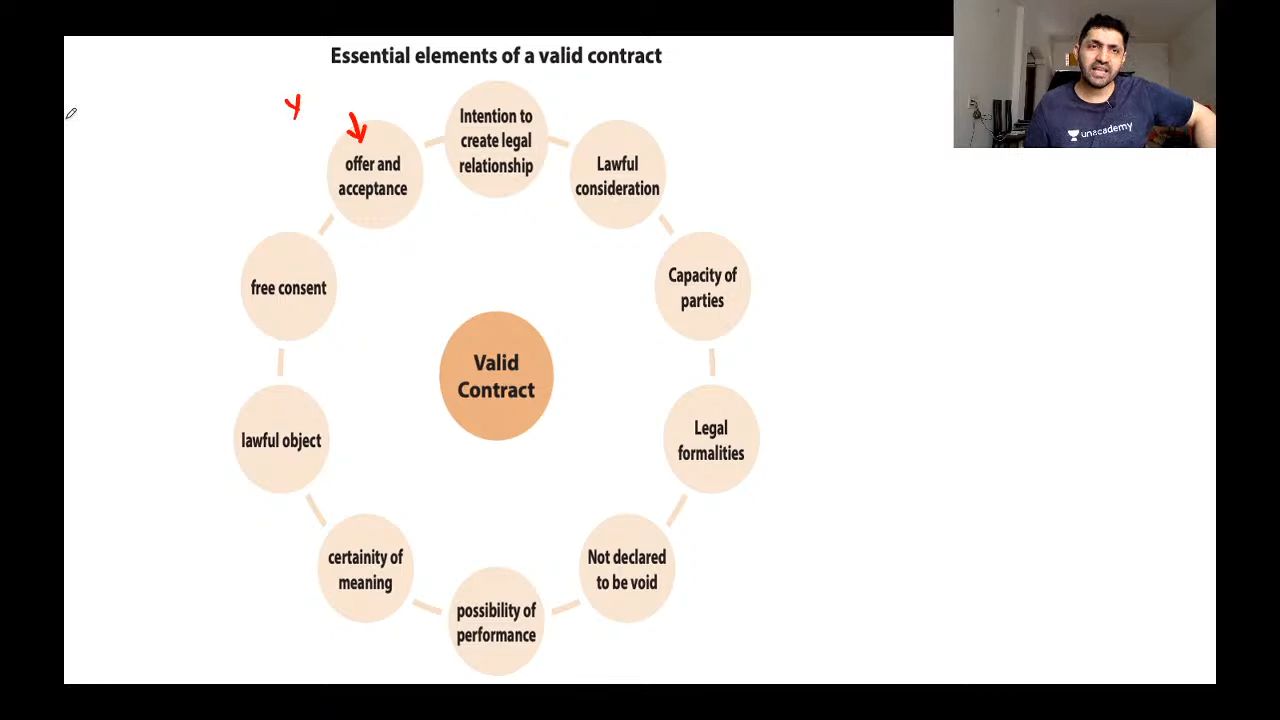 Essential elements of a valid contract
Intention to
create legal
relationship
offer and
acceptance
Lawful
consideration
free consent
Capacity of
parties
Valid
Contract
lawful object
Legal
formalities
certainity of
meaning
Not declared
to be void
possibility of
performance
unacademy